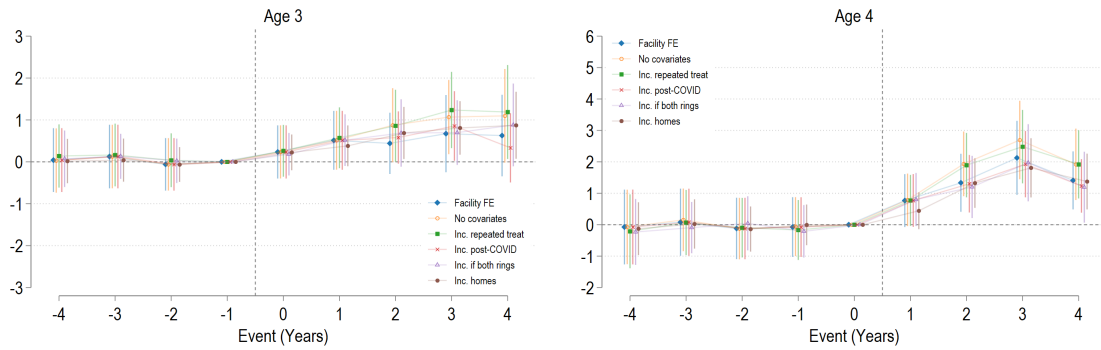 Age 3
3
2
1
0
-1
-2
-3
Facility FE
No covariates
Inc. repeated treat
Inc. post-COVID
Inc. if both rings
Inc. homes
-4 -3 -2 -1 0 1 2 3 4
Event (Years)
Age 4
6
5
4
3
2
1
0
-1
-2
Facility FE
No covariates
Inc. repeated treat
Inc. post-COVID
Inc. if both rings
Inc. homes
-4 -3 -2 -1 0 1 2 3 4
Event (Years)